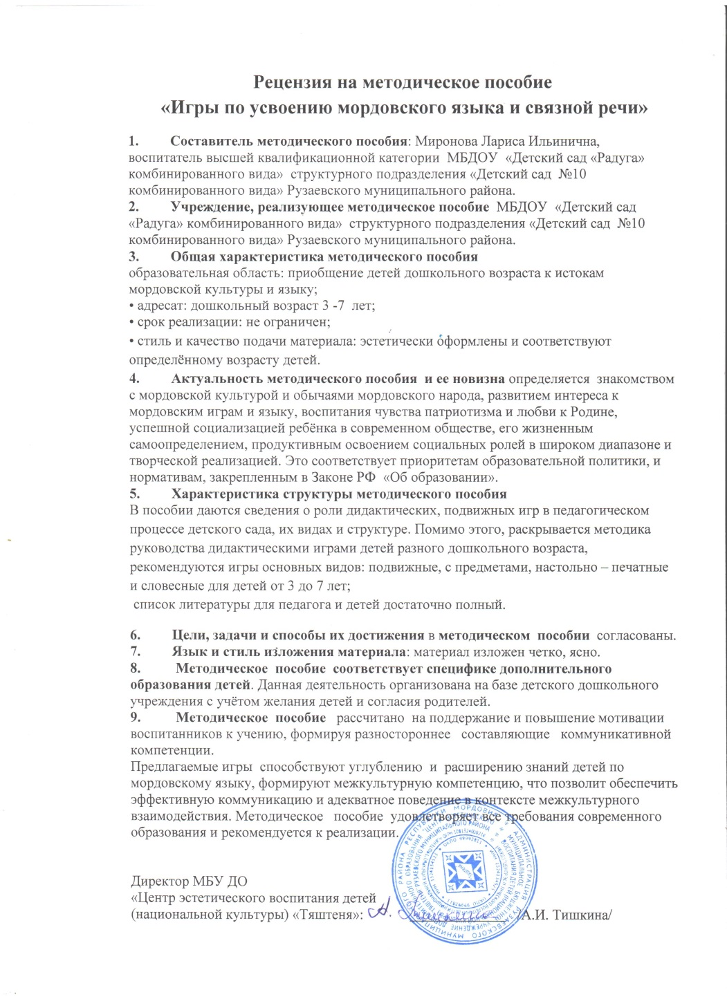 Рецензия на методическое пособие
«Игры по усвоению мордовского языка и связной речи»
1. Составитель методического пособия: Миронова Лариса Ильинична,
воспитатель высшей квалификационной категории МБДОУ «Детский сад «Радуга»
комбинированного вида» структурного подразделения «Детский сад №10
комбинированного вида» Рузаевского муниципального района.
2. Учреждение, реализующее методическое пособие МБДОУ «Детский сад
«Радуга» комбинированного вида» структурного подразделения «Детский сад №10
комбинированного вида» Рузаевского муниципального района.
3. Общая характеристика методического пособия
образовательная область: приобщение детей дошкольного возраста к истокам
мордовской культуры и языку;
• адресат: дошкольный возраст 3 -7 лет;
• срок реализации: не ограничен;
• стиль и качество подачи материала: эстетически оформлены и соответствуют
определённому возрасту детей.
4. Актуальность методического пособия и ее новизна определяется знакомством
с мордовской культурой и обычаями мордовского народа, развитием интереса к
мордовским играм и языку, воспитания чувства патриотизма и любви к Родине,
успешной социализацией ребёнка в современном обществе, его жизненным
самоопределением, продуктивным освоением социальных ролей в широком диапазоне и
творческой реализацией. Это соответствует приоритетам образовательной политики, и
нормативам, закрепленным в Законе РФ «Об образовании».
5. Характеристика структуры методического пособия
В пособии даются сведения о роли дидактических, подвижных игр в педагогическом
процессе детского сада, их видах и структуре. Помимо этого, раскрывается методика
руководства дидактическими играми детей разного дошкольного возраста,
рекомендуются игры основных видов: подвижные, с предметами, настольно – печатные
и словесные для детей от 3 до 7 лет;
список литературы для педагога и детей достаточно полный.
6. Цели, задачи и способы их достижения в методическом пособии согласованы.
7. Язык и стиль изложения материала: материал изложен четко, ясно.
8. Методическое пособие соответствует специфике дополнительного
образования детей. Данная деятельность организована на базе детского дошкольного
учреждения с учётом желания детей и согласия родителей.
9. Методическое пособие рассчитано на поддержание и повышение мотивации
воспитанников к учению, формируя разностороннее составляющие коммуникативной
компетенции.
Предлагаемые игры способствуют углублению и расширению знаний детей по
мордовскому языку, формируют межкультурную компетенцию, что позволит обеспечить
эффективную коммуникацию и адекватное поведение в контексте межкультурного
взаимодействия. Методическое пособие удовлетворяет все требования современного
образования и рекомендуется к реализации.
Директор МБУ ДО
«Центр эстетического воспитания детей
(национальной культуры) «Тяштеня»: /А.И. Тишкина/
АДМИНИСТРАЦИЯ РУЗАЕВСКОГО МУНИЦИПАЛЬНОГО РАЙОНА РЕСПУБЛИКИ МОРДОВИЯ